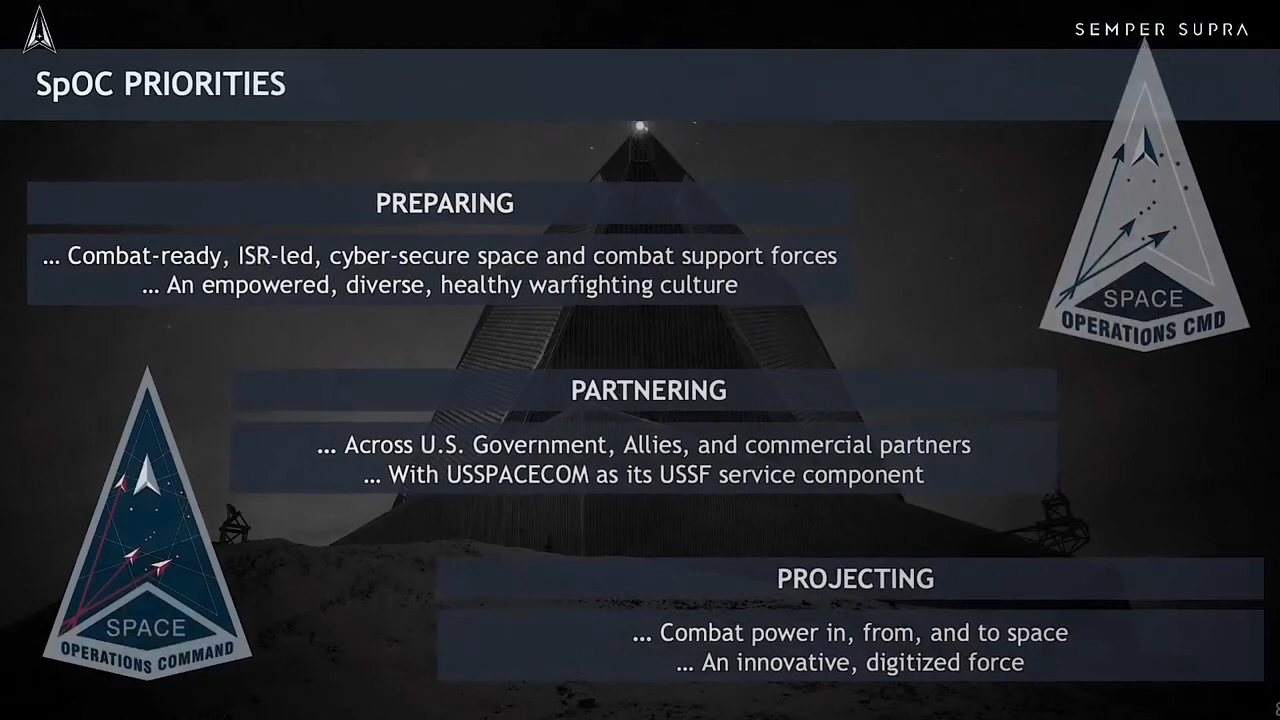 SEMPER SUPRA
SpOC PRIORITIES
PREPARING
... Combat-ready, ISR-led, cyber-secure space and combat support forces
... An empowered, diverse, healthy warfighting culture
SPACE
OPERATIONS CMD
PARTNERING
... Across U.S. Government, Allies, and commercial partners
... With USSPACECOM as its USSF service component
PROJECTING
... Combat power in, from, and to space
... An innovative, digitized force
SPACE
OPERATIONS COMMAND